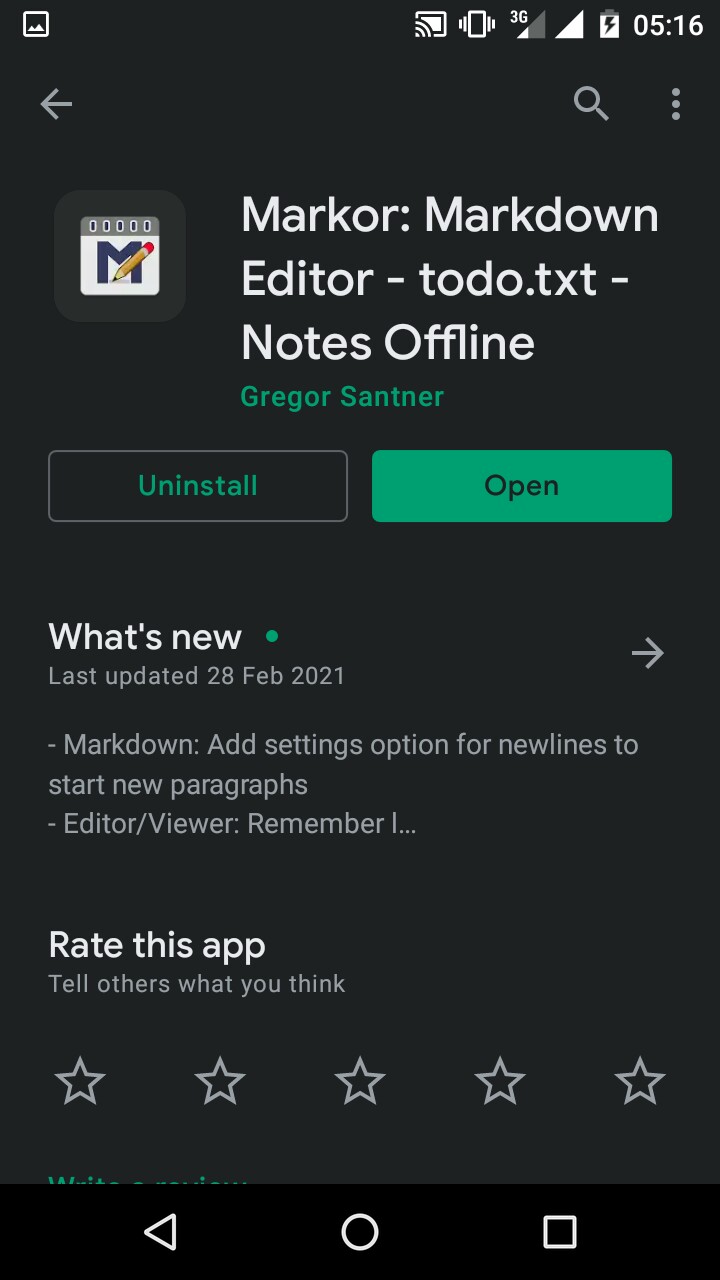 3G 05:16
Markor: Markdown
Editor - todo.txt -
Notes Offline
Gregor Santner
Uninstall Open
What's new
Last updated 28 Feb 2021
- Markdown: Add settings option for newlines to
start new paragraphs
- Editor/Viewer: Remember l…
Rate this app
Tell others what you think
Write a review